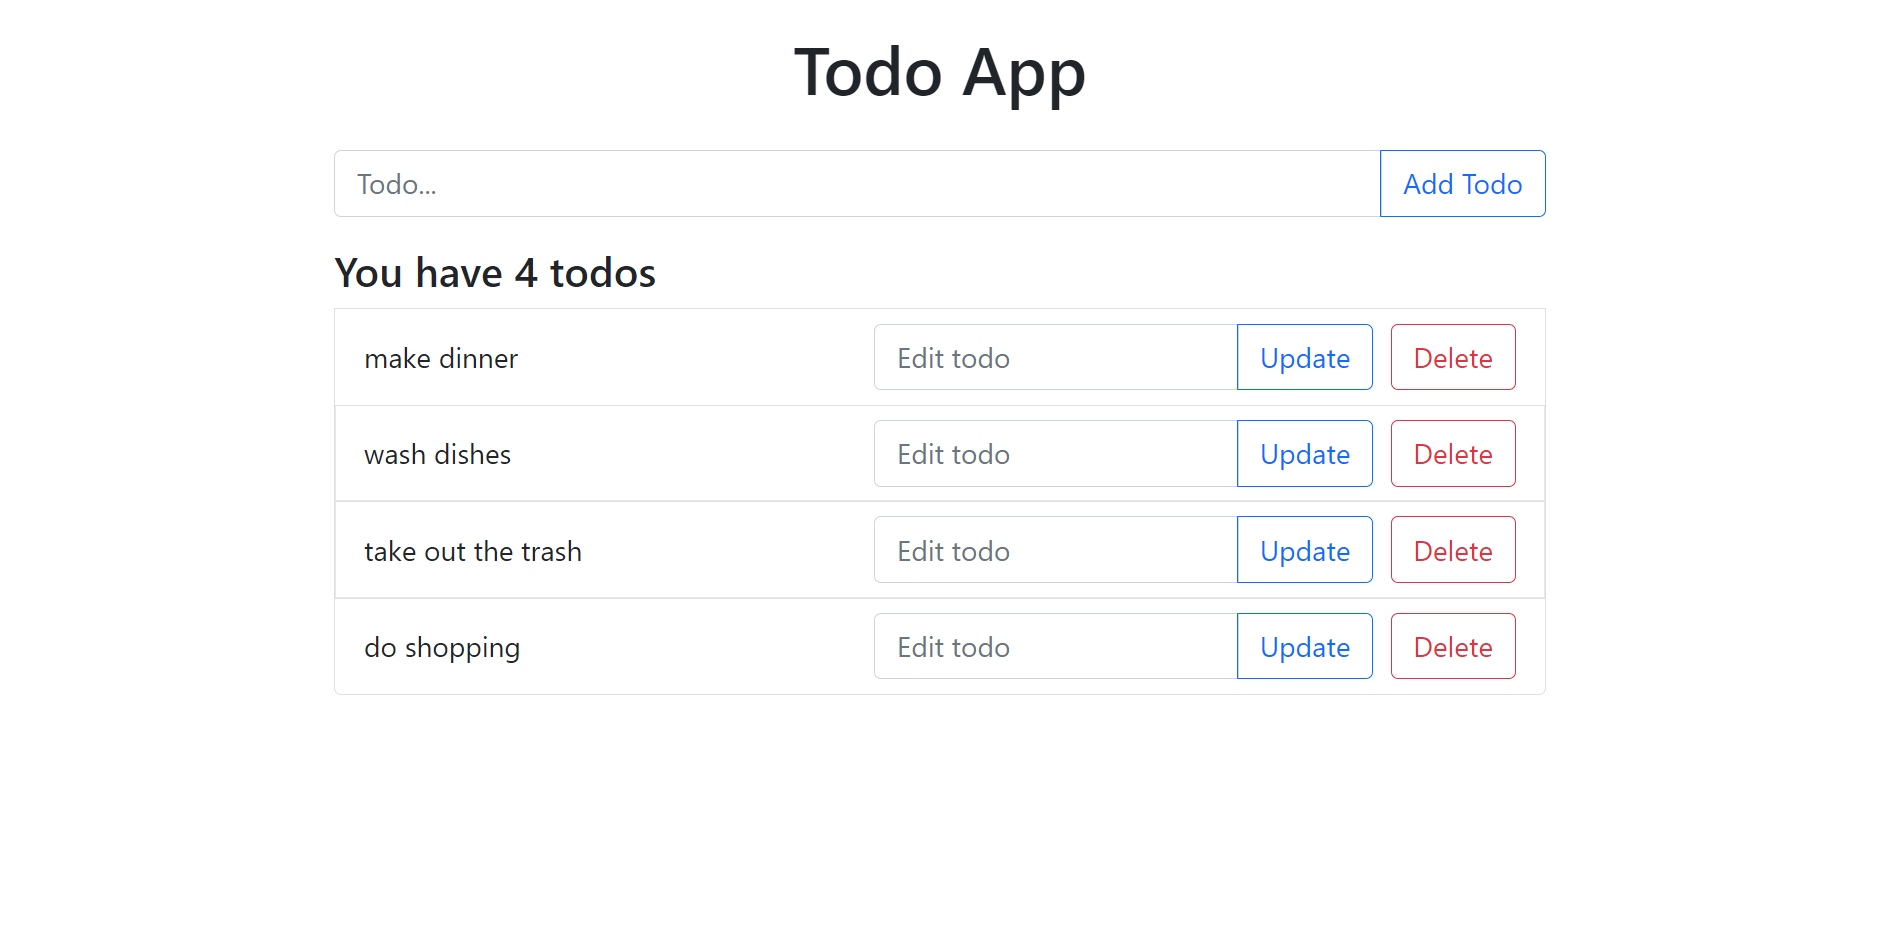 Todo App
Todo... Add Todo
You have 4 todos
make dinner Edit todo Update Delete
wash dishes Edit todo Update Delete
take out the trash Edit todo Update Delete
do shopping Edit todo Update Delete